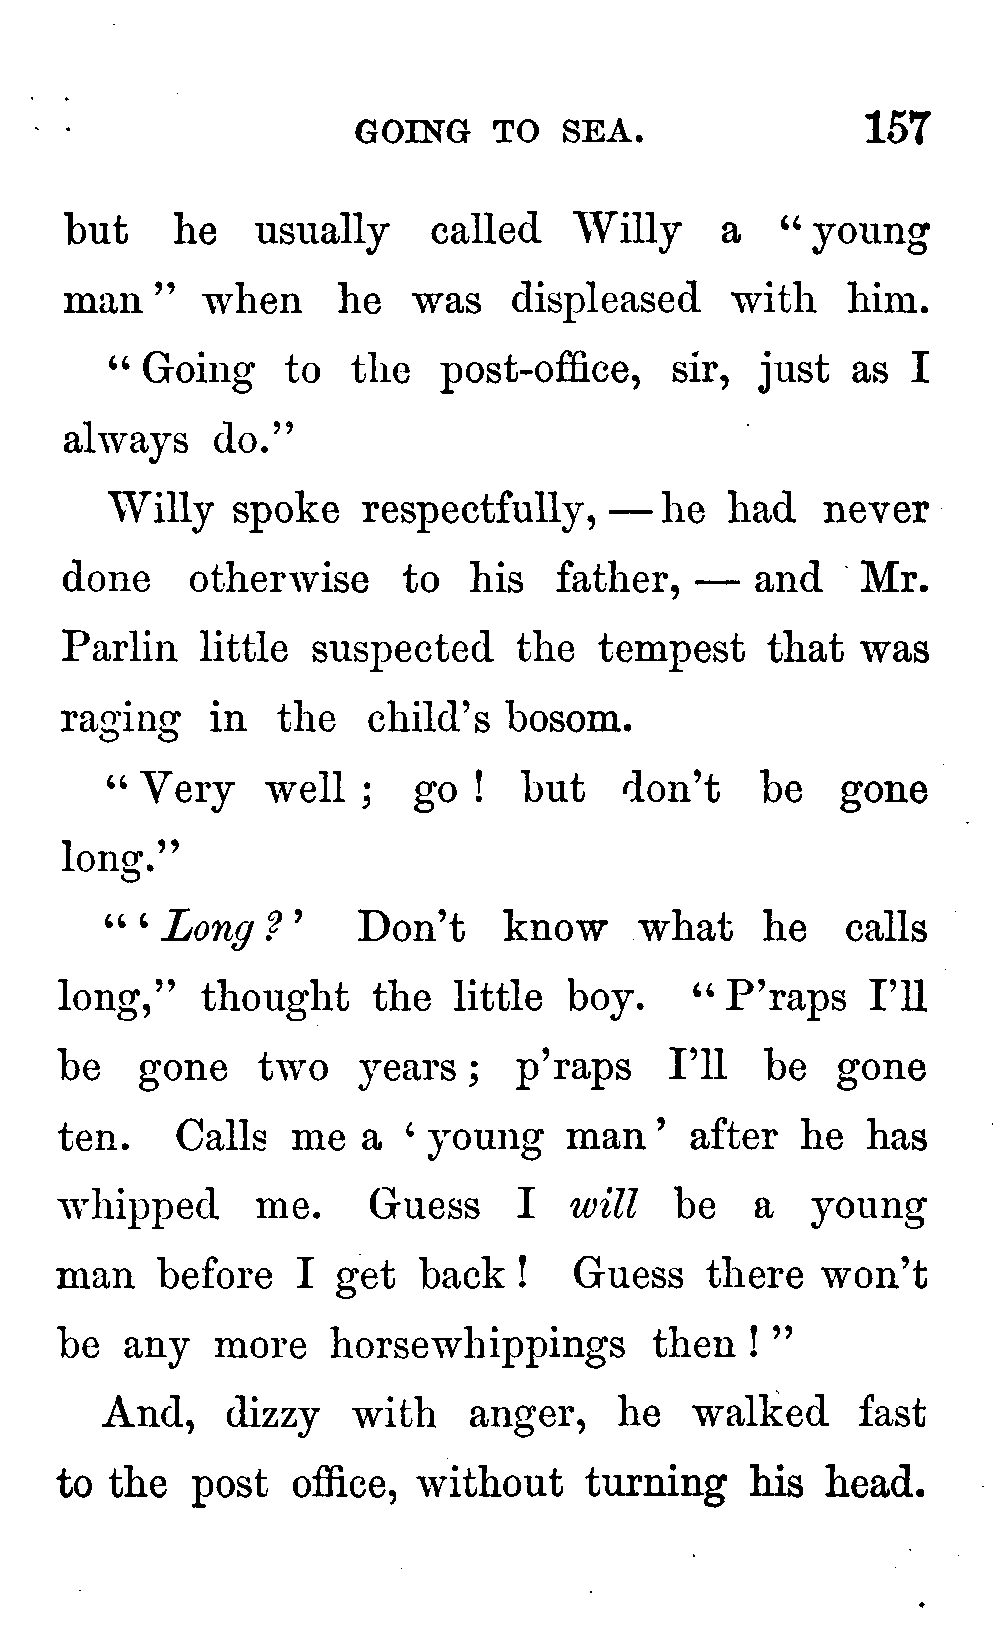 GOING TO SEA. 157
but he usually called Willy a “ young
man ” when he was displeased with him.
“ Going to the post-office, sir, just as I
always do.”
Willy spoke respectfully, — he had never
done otherwise to his father, — and Mr.
Parlin little suspected the tempest that was
raging in the child’s bosom.
“ Very well ; go ! but don’t be gone
long.”
“ ‘ Long ? ’ Don’t know what he calls
long,” thought the little boy. “ P’raps I’ll
be gone two years ; p’raps I’ll be gone
ten. Calls me a ‘ young man ’ after he has
whipped me. Guess I will be a young
man before I get back ! Guess there won’t
be any more horsewhippings then ! ”
And, dizzy with anger, he walked fast
to the post office, without turning his head.